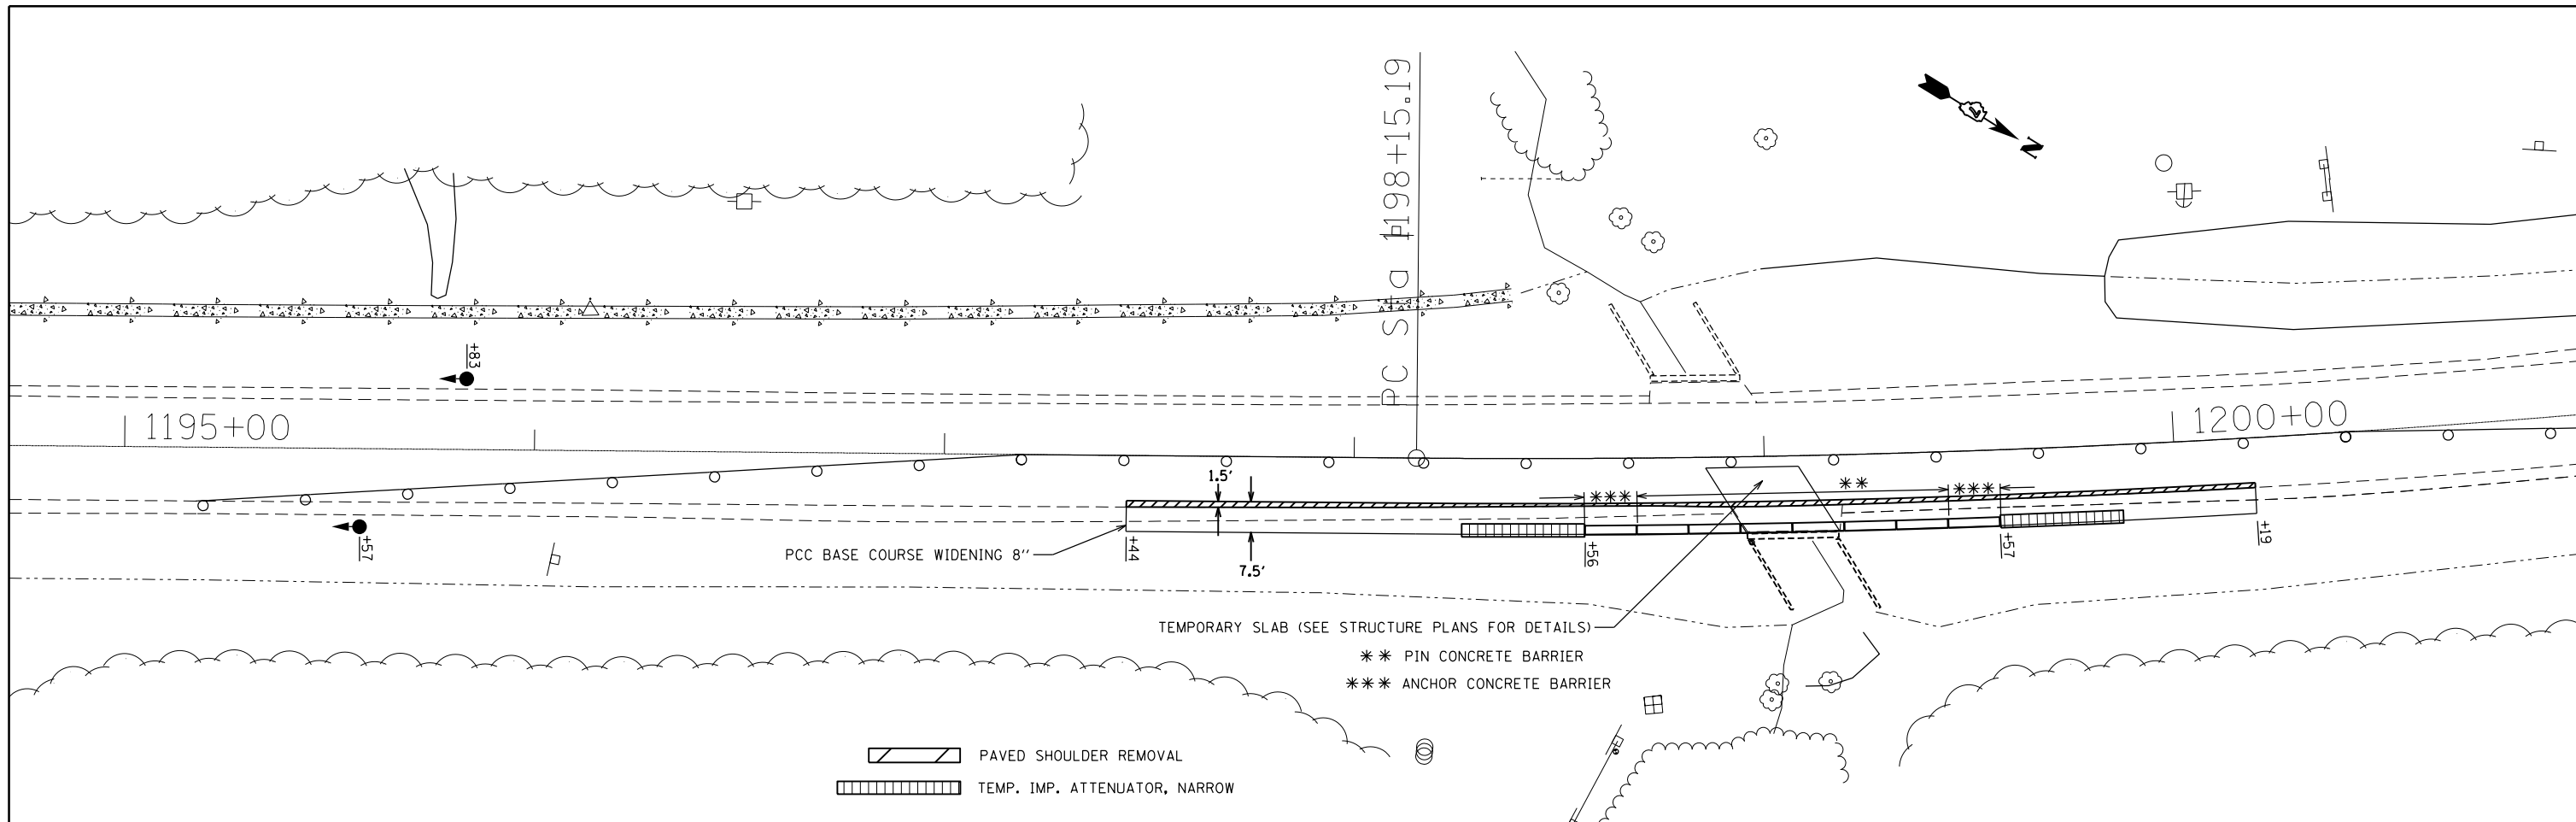 PC Sta 1198+15.19
N
+83
1195+00
1200+00
1.5'
***
**
***
+57
PCC BASE COURSE WIDENING 8"
+44
7.5'
+56
+57
+19
TEMPORARY SLAB (SEE STRUCTURE PLANS FOR DETAILS)
** PIN CONCRETE BARRIER
*** ANCHOR CONCRETE BARRIER
PAVED SHOULDER REMOVAL
TEMP. IMP. ATTENUATOR, NARROW